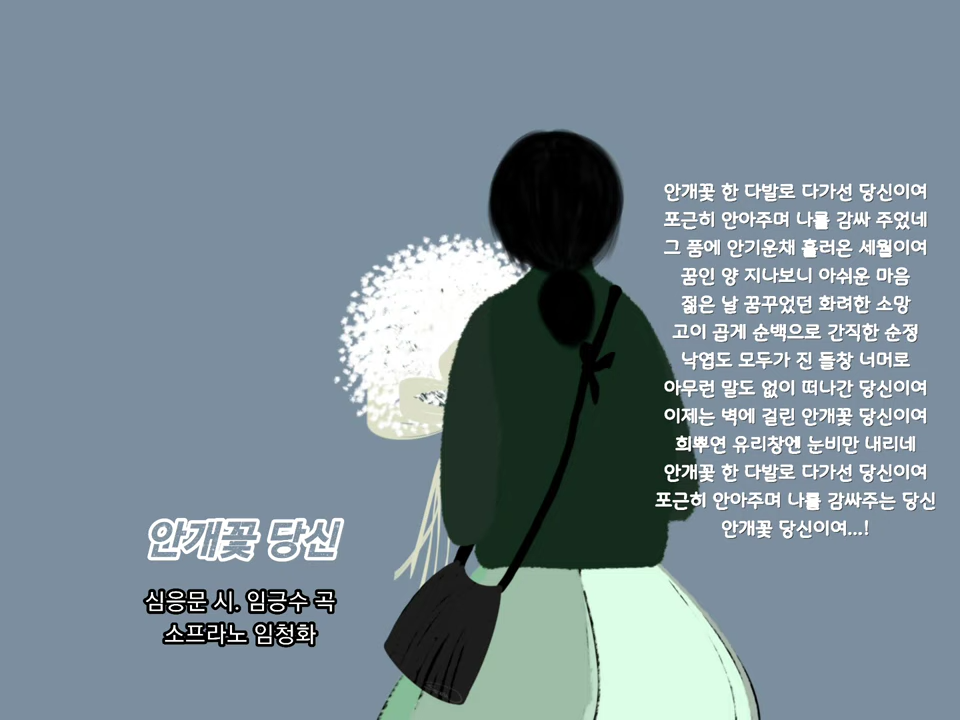 안개꽃 한 다발로 다가선 당신이여
포근히 안아주며 나를 감싸 주었네
그 품에 안기운채 흘러온 세월이여
꿈인 양 지나보니 아쉬운 마음
젊은 날 꿈꾸었던 화려한 소망
고이 곱게 순백으로 간직한 순정
낙엽도 모두가 진 들창 너머로
아무런 말도 없이 떠나간 당신이여
이제는 벽에 걸린 안개꽃 당신이여
희뿌연 유리창엔 눈비만 내리네
안개꽃 한 다발로 다가선 당신이여
포근히 안아주며 나를 감싸주는 당신
안개꽃 당신이여...!
안개꽃 당신
심응문 시. 임긍수 곡
소프라노 임청화